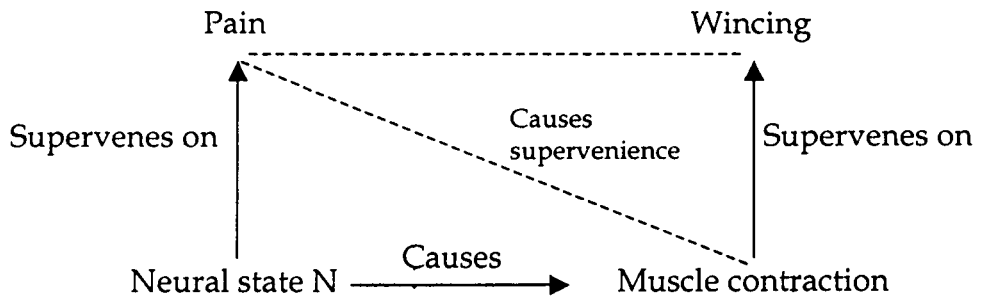 Pain
Wincing
Causes
supervenience
Supervenes on
Supervenes on
Causes
Neural state N
Muscle contraction